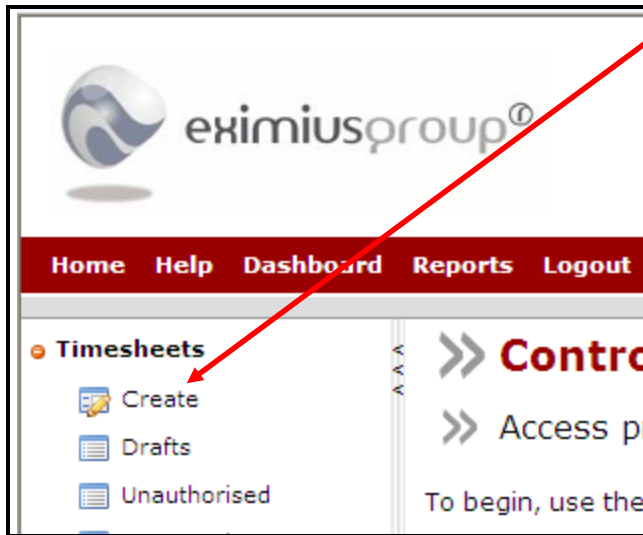 eximiusgroup
Home Help Dashboard Reports Logout
Timesheets
Create
Drafts
Unauthorised
<
<
<
Contro
Access p
To begin, use the